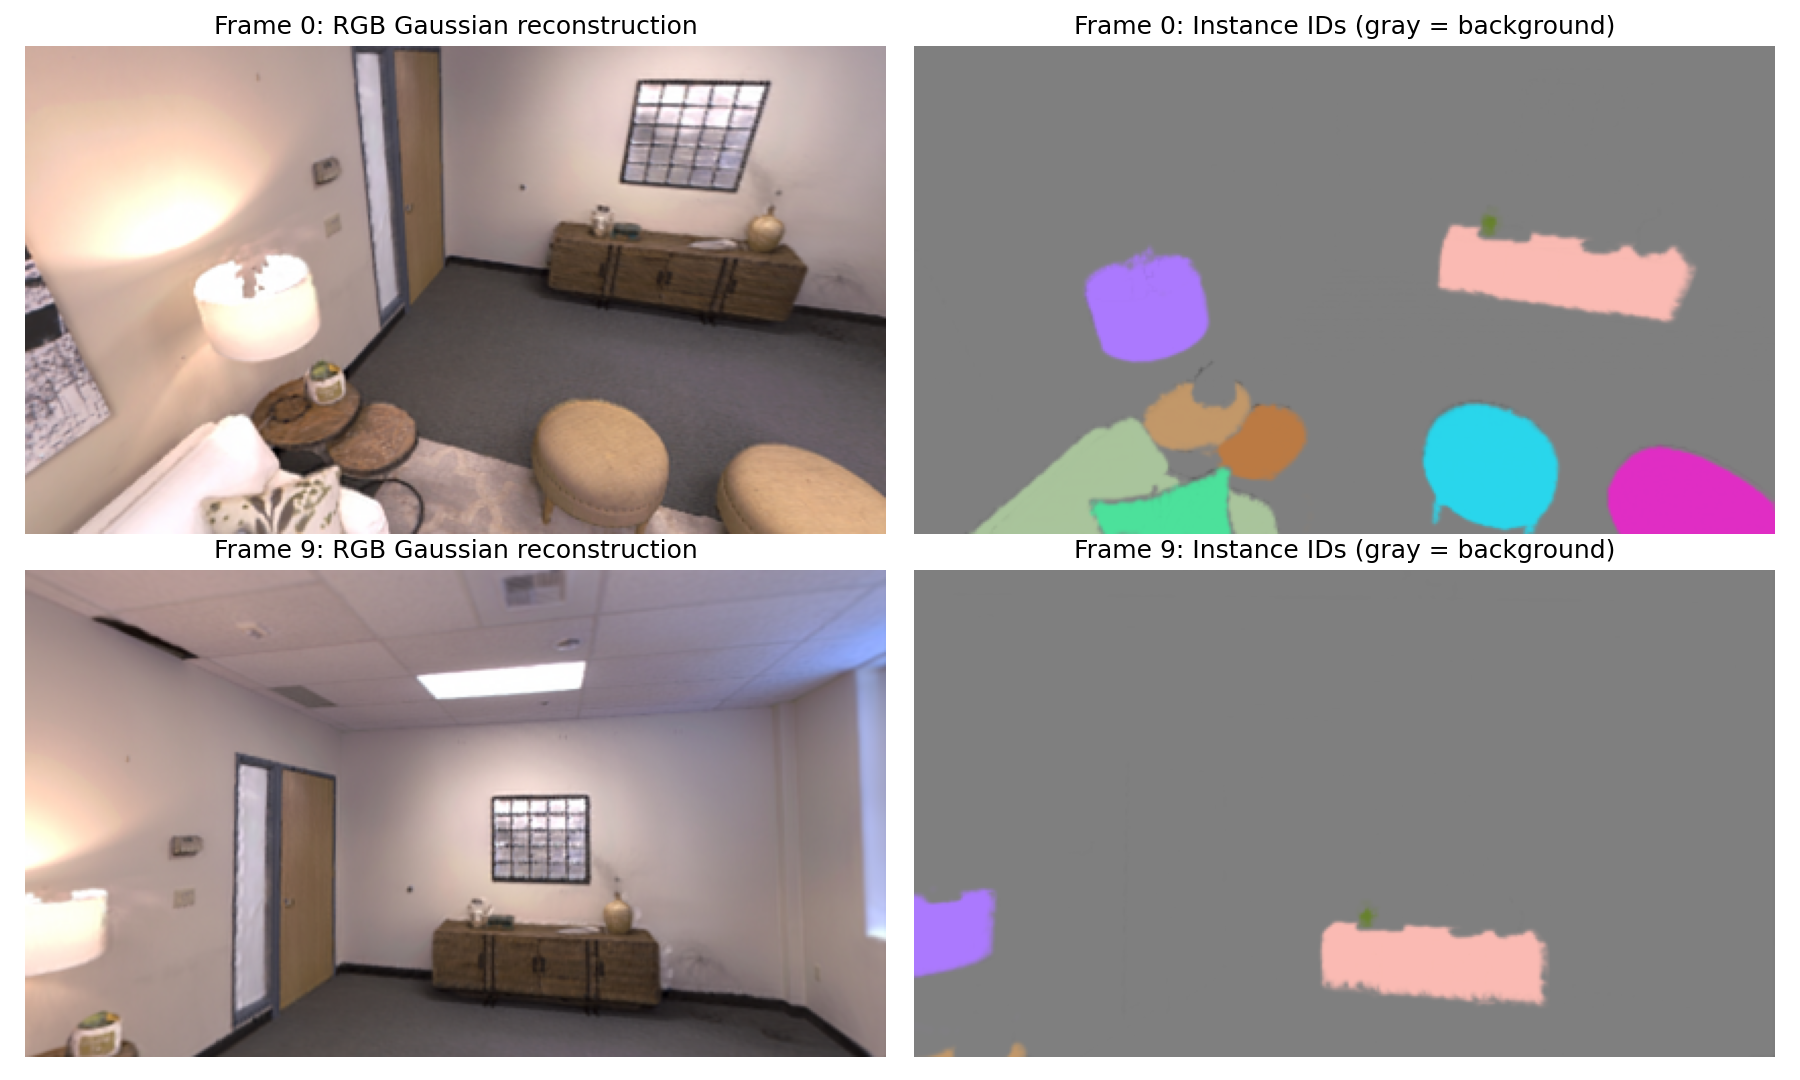 Frame 0: RGB Gaussian reconstruction
Frame 0: Instance IDs (gray = background)
Frame 9: RGB Gaussian reconstruction
Frame 9: Instance IDs (gray = background)